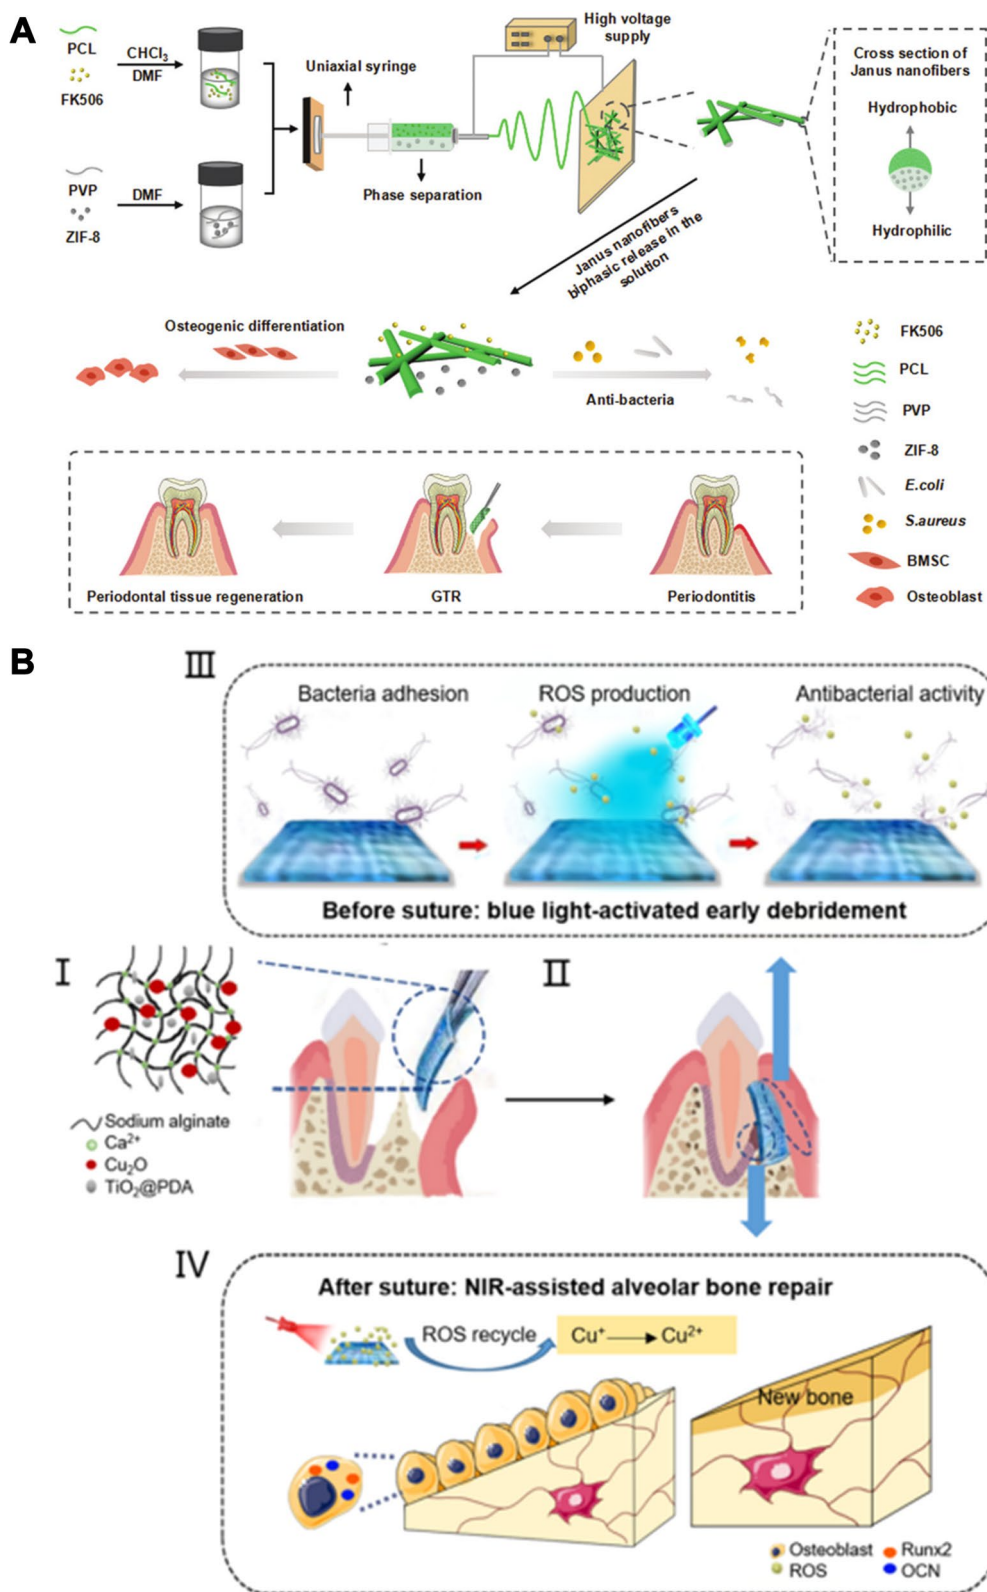 A
PCL
FK506
CHCl₃
DMF
PVP
ZIF-8
DMF
Uniaxial syringe
Phase separation
High voltage
supply
Cross section of
Janus nanofibers
Hydrophobic
Hydrophilic
Janus nanofibers
biphasic release in the
solution
Osteogenic differentiation
Anti-bacteria
FK506
PCL
PVP
ZIF-8
E.coli
S.aureus
BMSC
Osteoblast
Periodontal tissue regeneration
GTR
Periodontitis
B
III
Bacteria adhesion
ROS production
Antibacterial activity
Before suture: blue light-activated early debridement
I
II
Sodium alginate
Ca²⁺
Cu₂O
TiO₂@PDA
IV
After suture: NIR-assisted alveolar bone repair
ROS recycle
Cu⁺
Cu²⁺
New bone
Osteoblast
Runx2
ROS
OCN